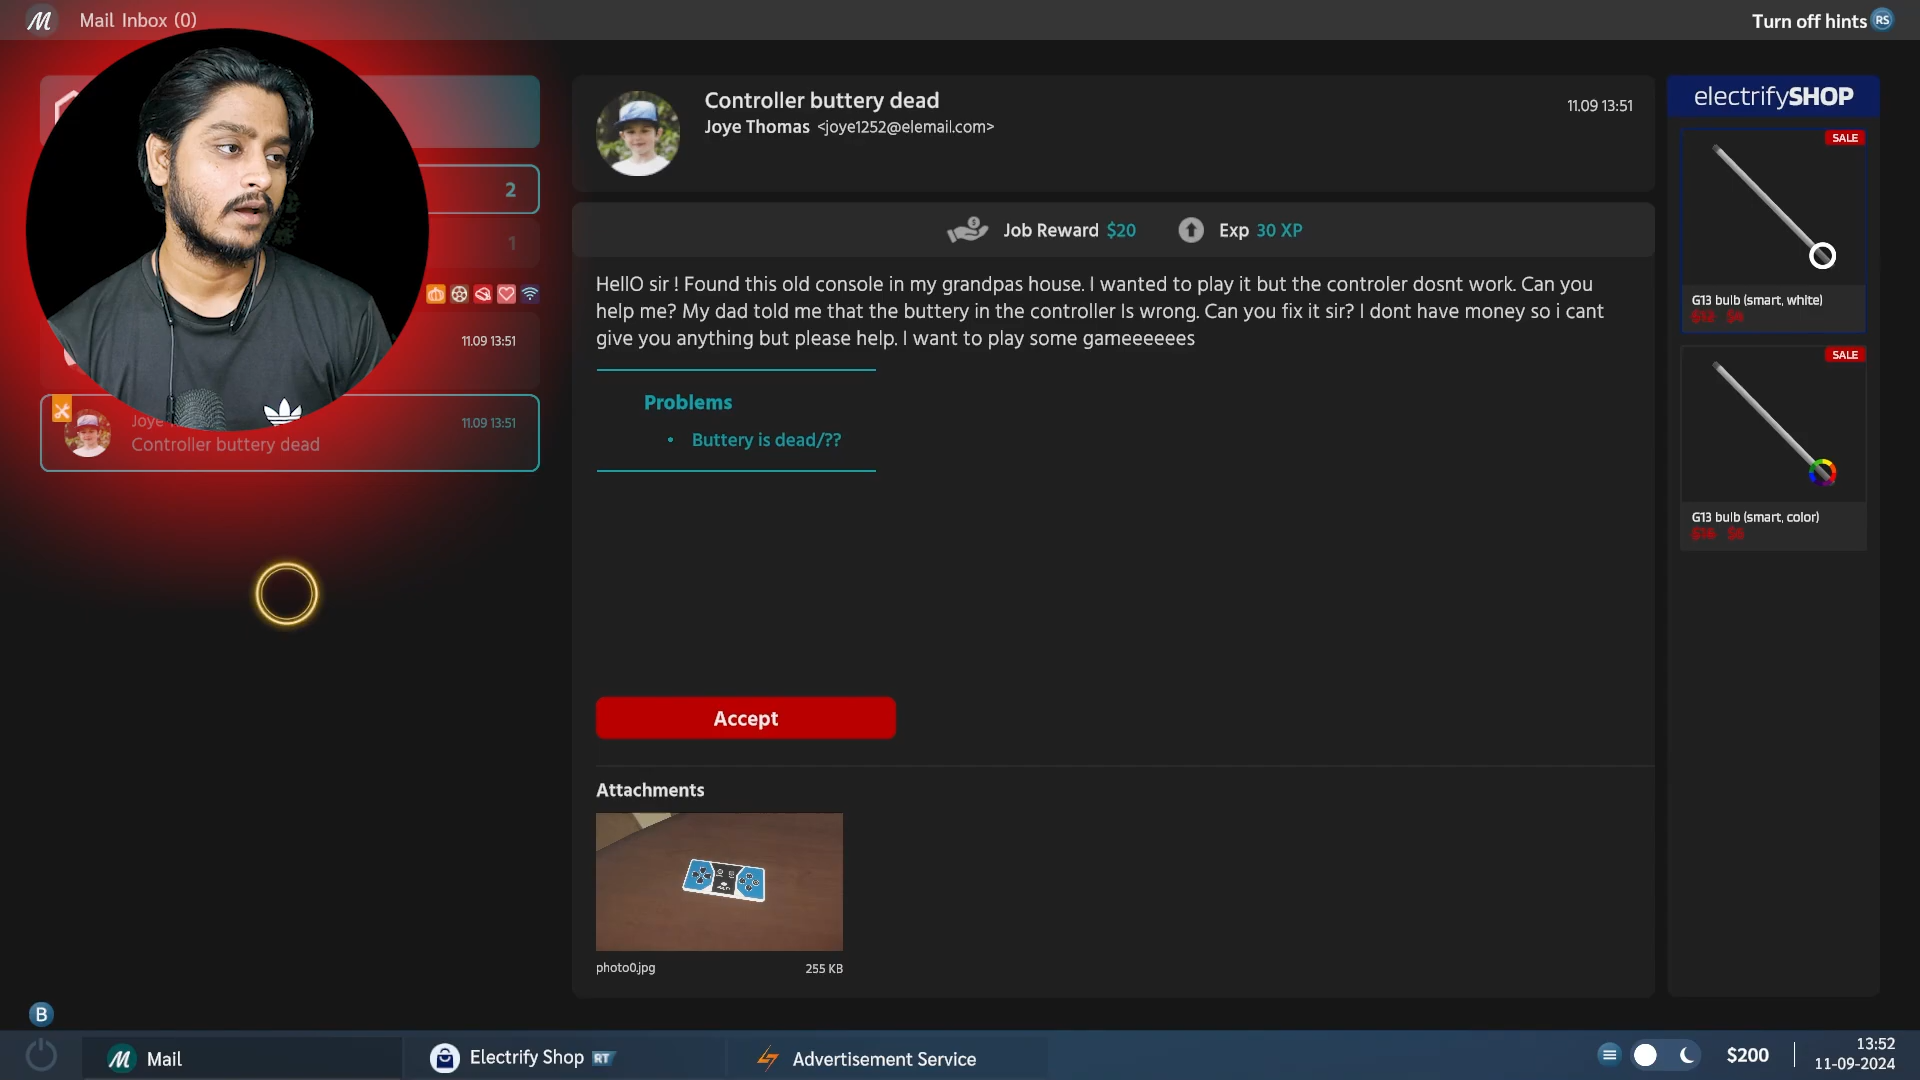 Mail Inbox (0)
Turn off hints RS
2
1
11.09 13:51
Joye
11.09 13:51
Controller buttery dead
Controller buttery dead
Joye Thomas <joye1252@elemail.com>
11.09 13:51
Job Reward $20
Exp 30 XP
HellO sir ! Found this old console in my grandpas house. I wanted to play it but the controler dosnt work. Can you
help me? My dad told me that the buttery in the controller Is wrong. Can you fix it sir? I dont have money so i cant
give you anything but please help. I want to play some gameeeeees
Problems
• Buttery is dead/??
Accept
Attachments
photo0.jpg
255 KB
electrifySHOP
SALE
G13 bulb (smart, white)
SALE
G13 bulb (smart, color)
B
Mail
Electrify Shop RT
Advertisement Service
$200
13:52
11-09-2024